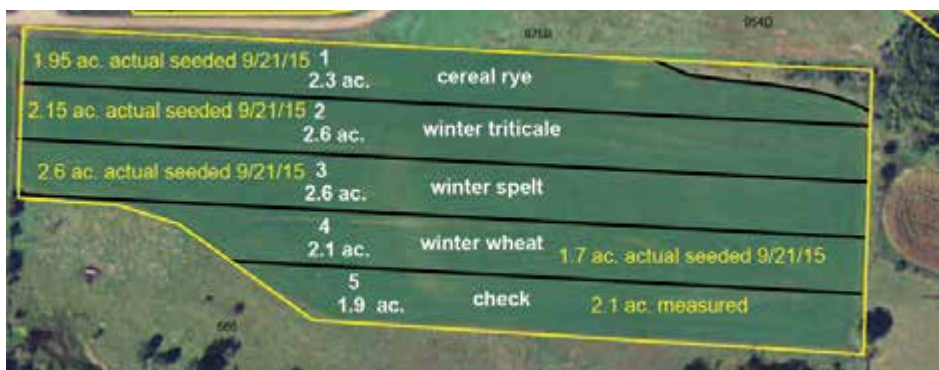 954D
675D
1.95 ac. actual seeded 9/21/15 1
2.3 ac. cereal rye
2.15 ac. actual seeded 9/21/15 2
2.6 ac. winter triticale
2.6 ac. actual seeded 9/21/15 3
2.6 ac. winter spelt
4
2.1 ac. winter wheat
1.7 ac. actual seeded 9/21/15
5
1.9 ac. check 2.1 ac. measured